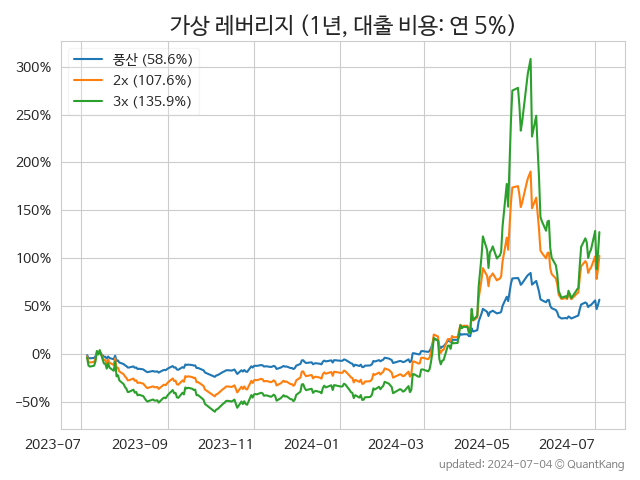 가상 레버리지 (1년, 대출 비용: 연 5%)
풍산 (58.6%)
2x (107.6%)
3x (135.9%)
300%
250%
200%
150%
100%
50%
0%
−50%
2023-07 2023-09 2023-11 2024-01 2024-03 2024-05 2024-07
updated: 2024-07-04 © QuantKang